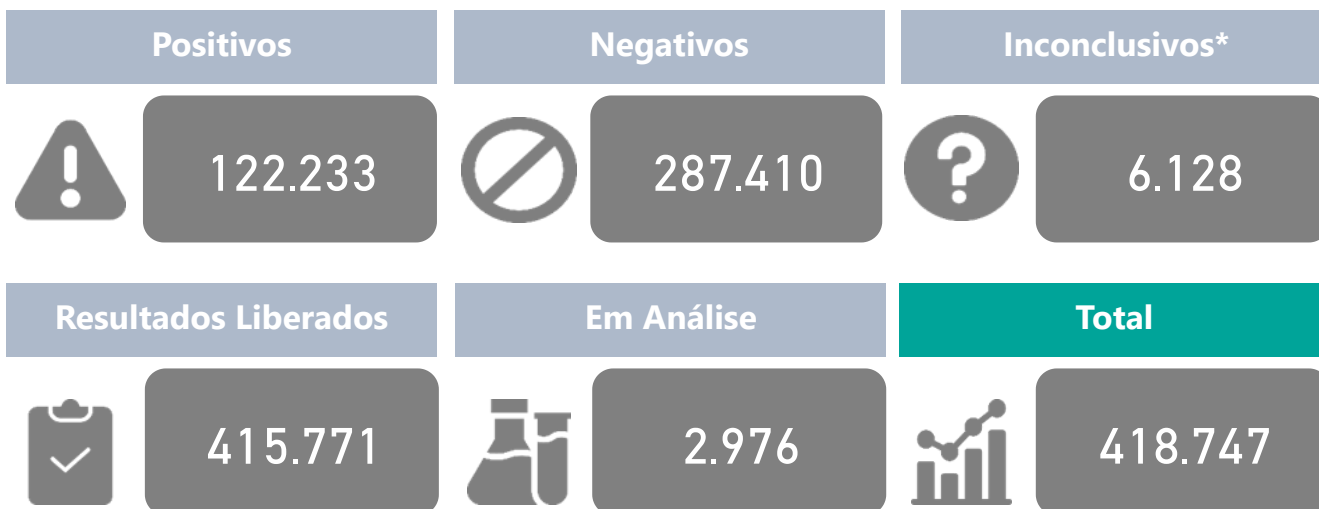 Positivos
Negativos
Inconclusivos*
122.233
287.410
6.128
Resultados Liberados
Em Análise
Total
415.771
2.976
418.747